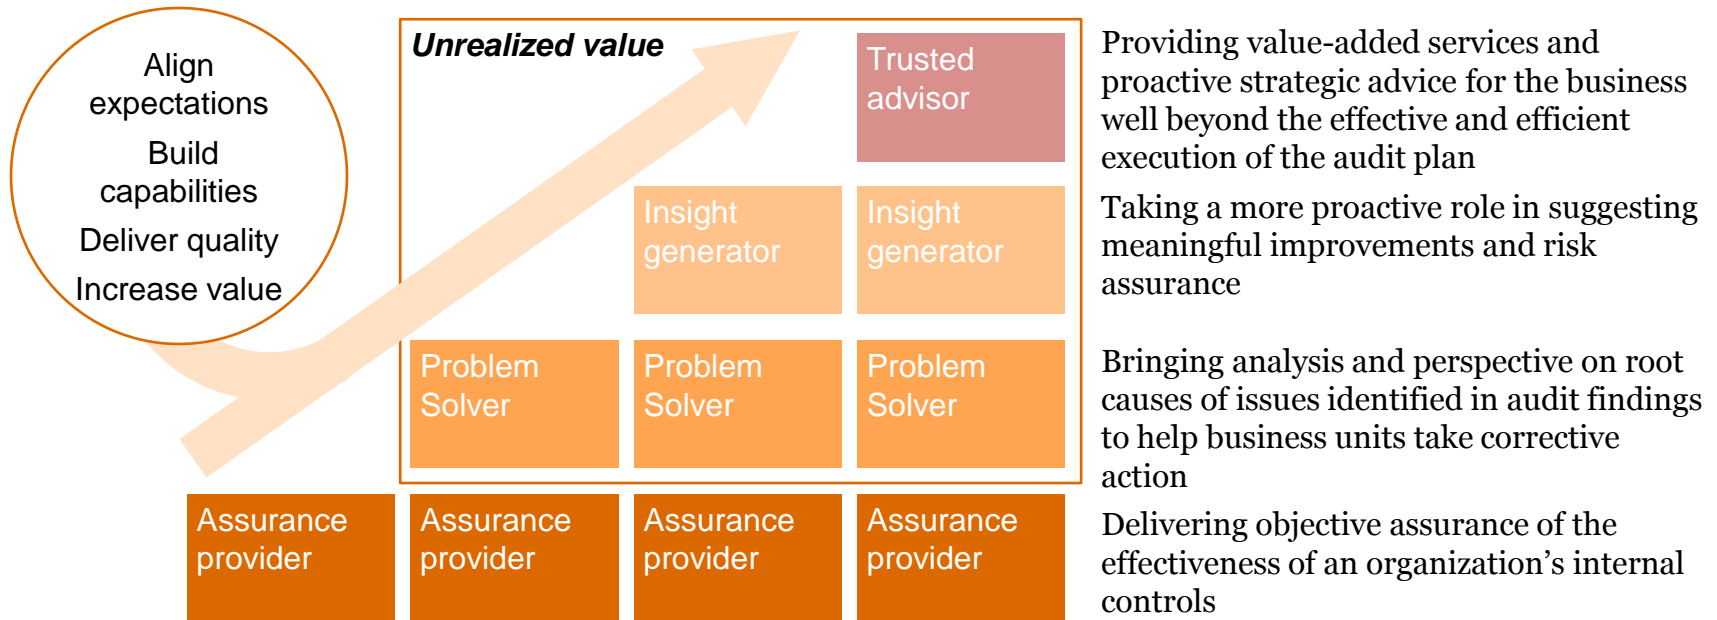 Align
expectations
Build
capabilities
Deliver quality
Increase value
Unrealized value
Trusted
advisor
Providing value-added services and
proactive strategic advice for the business
well beyond the effective and efficient
execution of the audit plan
Insight
generator
Insight
generator
Taking a more proactive role in suggesting
meaningful improvements and risk
assurance
Problem
Solver
Problem
Solver
Problem
Solver
Bringing analysis and perspective on root
causes of issues identified in audit findings
to help business units take corrective
action
Assurance
provider
Assurance
provider
Assurance
provider
Assurance
provider
Delivering objective assurance of the
effectiveness of an organization’s internal
controls